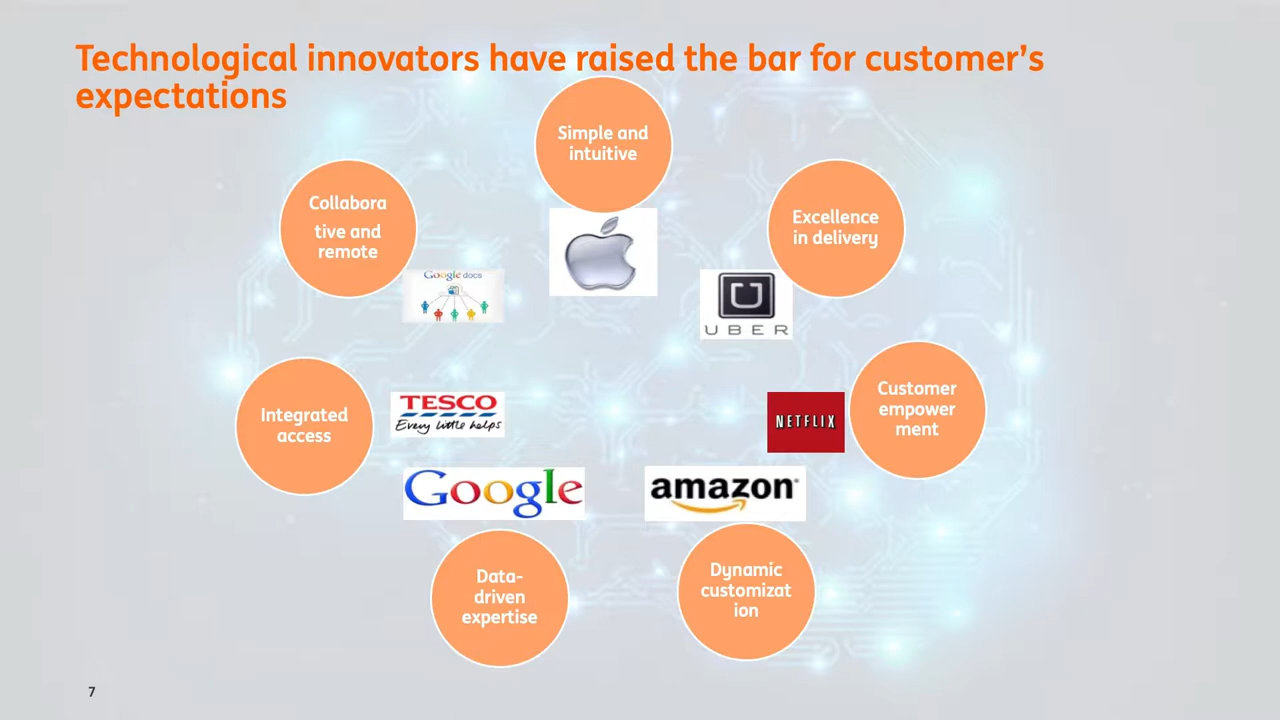 Technological innovators have raised the bar for customer’s
expectations
Simple and
intuitive
Collabora
tive and
remote
Excellence
in delivery
Google docs
UBER
Customer
empower
ment
Integrated
access
TESCO
Every little helps
NETFLIX
Google
amazon
Data-
driven
expertise
Dynamic
customizat
ion
7